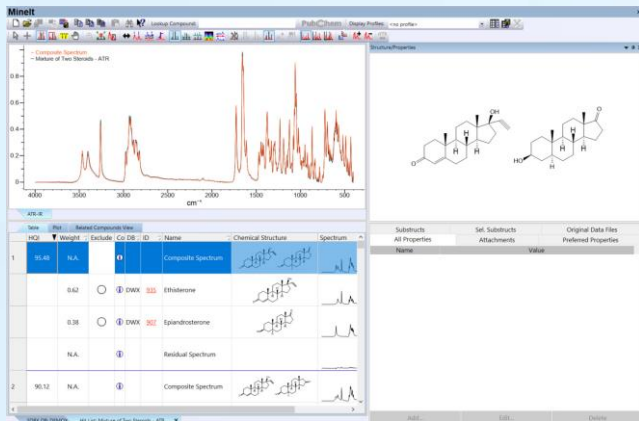 MineIt
Lookup Compound
PubChem
Display Profiles
<no profile>
Structure/Properties
Composite Spectrum
Mixture of Two Steroids - ATR
0.8
0.6
0.4
0.2
0
4000 3500 3000 2500 2000 1500 1000 500
cm⁻¹
ATR-IR
OH
O
O
HO
H H H
H H H
Table Plot Related Compounds View
HQI Weight Exclude Co DB ID Name Chemical Structure Spectrum
1 95.48 N.A. Composite Spectrum
0.62 DWX 935 Ethisterone
0.38 DWX 907 Epiandrosterone
N.A. Residual Spectrum
2 90.12 N.A. Composite Spectrum
Substructs Sel. Substructs Original Data Files
All Properties Attachments Preferred Properties
Name Value
Add... Edit... Delete